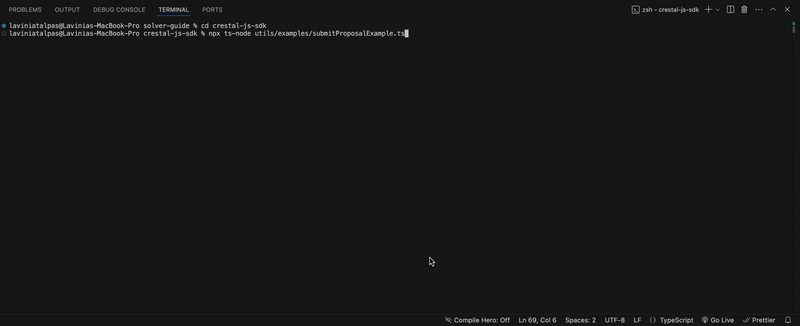 PROBLEMS OUTPUT DEBUG CONSOLE TERMINAL PORTS zsh - crestal-js-sdk
laviniatalpas@Lavinias-MacBook-Pro solver-guide % cd crestal-js-sdk
laviniatalpas@Lavinias-MacBook-Pro crestal-js-sdk % npx ts-node utils/examples/submitProposalExample.ts
Compile Hero: Off Ln 69, Col 6 Spaces: 2 UTF-8 LF {} TypeScript Go Live Prettier